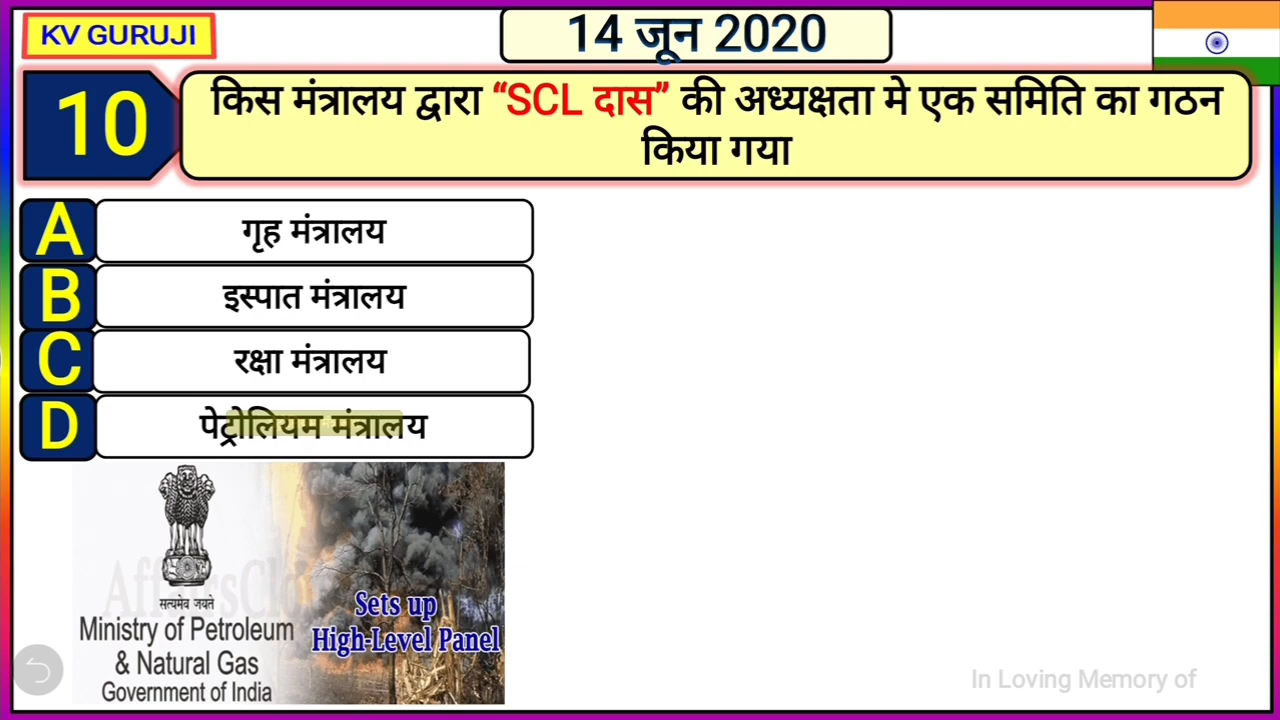 KV GURUJI
14 जून 2020
10
किस मंत्रालय द्वारा “SCL दास” की अध्यक्षता मे एक समिति का गठन
किया गया
A गृह मंत्रालय
B इस्पात मंत्रालय
C रक्षा मंत्रालय
D पेट्रोलियम मंत्रालय
सत्यमेव जयते
Ministry of Petroleum
& Natural Gas
Government of India
Sets up
High-Level Panel
In Loving Memory of